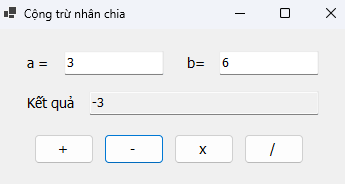 Cộng trừ nhân chia
a = 3 b= 6
Kết quả -3
+ - x /